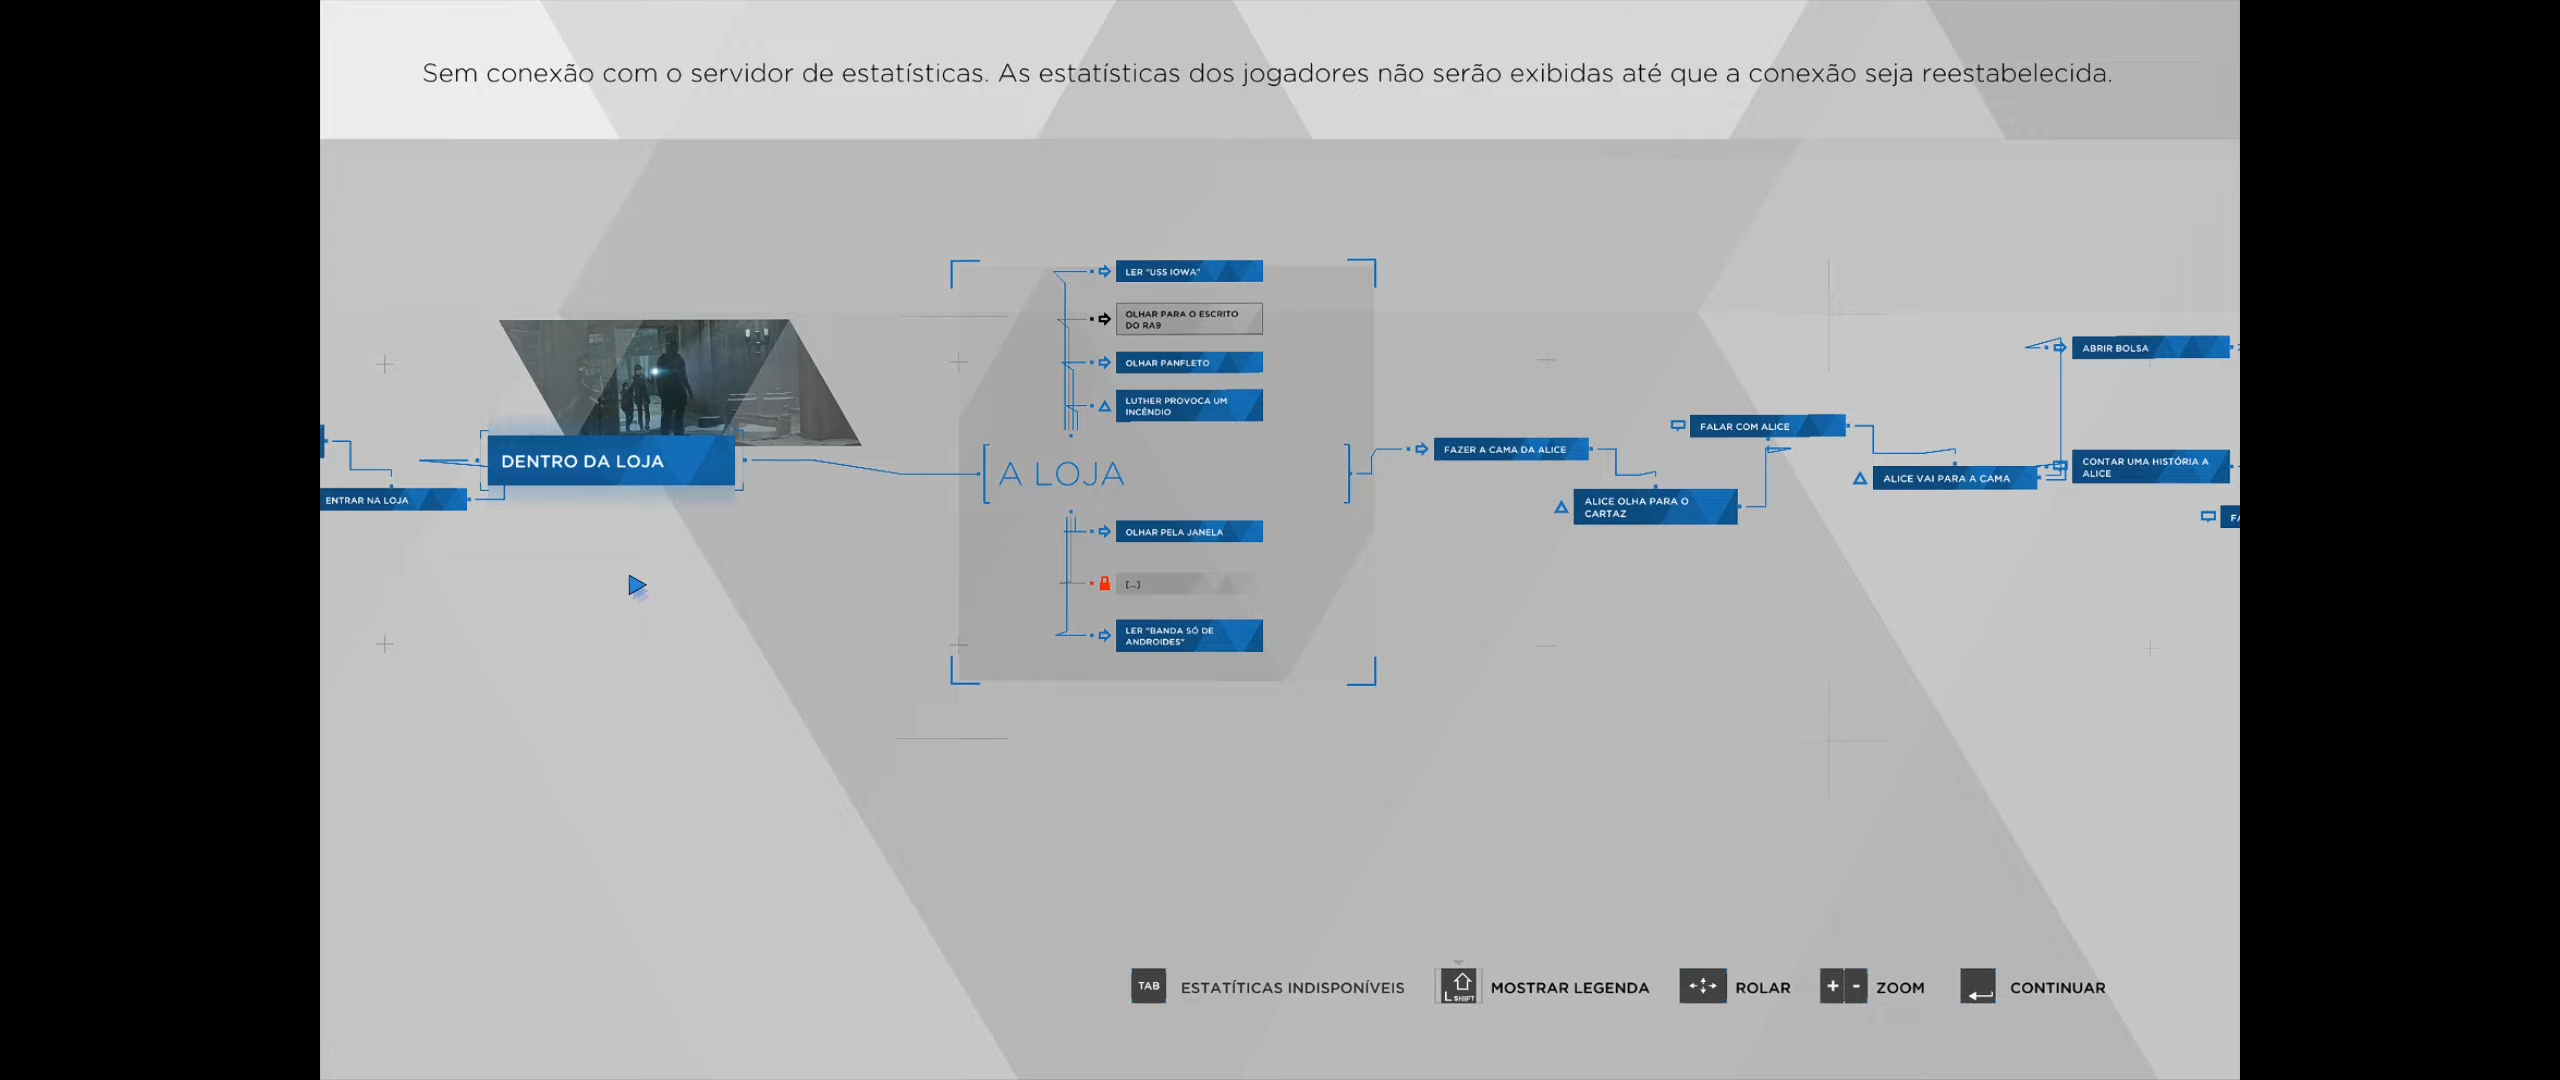 Sem conexão com o servidor de estatísticas. As estatísticas dos jogadores não serão exibidas até que a conexão seja reestabelecida.
ENTRAR NA LOJA
DENTRO DA LOJA
LER "USS IOWA"
OLHAR PARA O ESCRITO
DO RA9
OLHAR PANFLETO
LUTHER PROVOCA UM
INCÊNDIO
A LOJA
OLHAR PELA JANELA
[...]
LER "BANDA SÓ DE
ANDROIDES"
FAZER A CAMA DA ALICE
ALICE OLHA PARA O
CARTAZ
FALAR COM ALICE
ALICE VAI PARA A CAMA
ABRIR BOLSA
CONTAR UMA HISTÓRIA A
ALICE
TAB ESTATÍTICAS INDISPONÍVEIS
L SHIFT MOSTRAR LEGENDA
ROLAR
+ - ZOOM
CONTINUAR